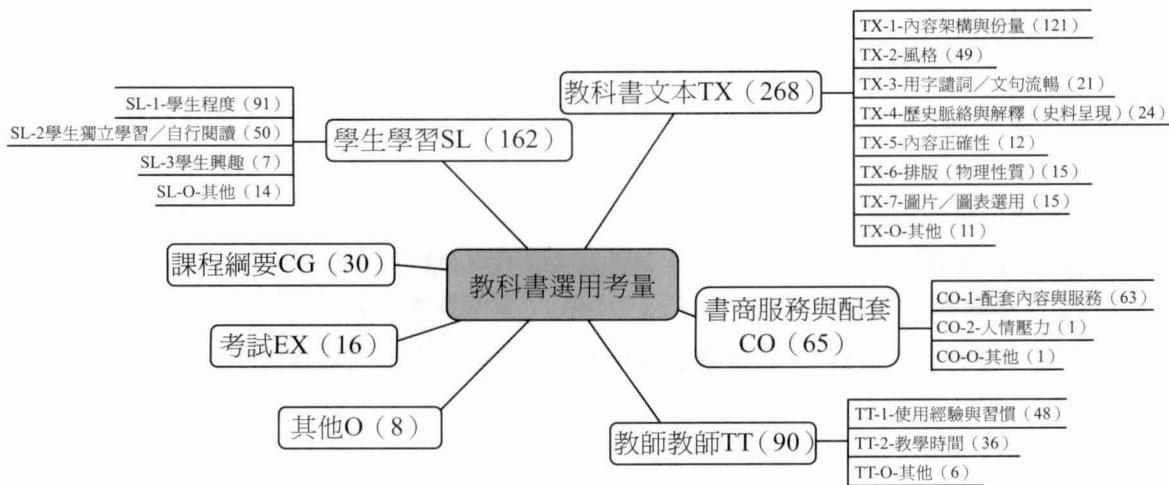 教科書選用考量
教科書文本TX（268）
TX-1-內容架構與份量（121）
TX-2-風格（49）
TX-3-用字譴詞／文句流暢（21）
TX-4-歷史脈絡與解釋（史料呈現）（24）
TX-5-內容正確性（12）
TX-6-排版（物理性質）（15）
TX-7-圖片／圖表選用（15）
TX-O-其他（11）
書商服務與配套
CO（65）
CO-1-配套內容與服務（63）
CO-2-人情壓力（1）
CO-O-其他（1）
教師教師TT（90）
TT-1-使用經驗與習慣（48）
TT-2-教學時間（36）
TT-O-其他（6）
學生學習SL（162）
SL-1-學生程度（91）
SL-2學生獨立學習／自行閱讀（50）
SL-3學生興趣（7）
SL-O-其他（14）
課程綱要CG（30）
考試EX（16）
其他O（8）